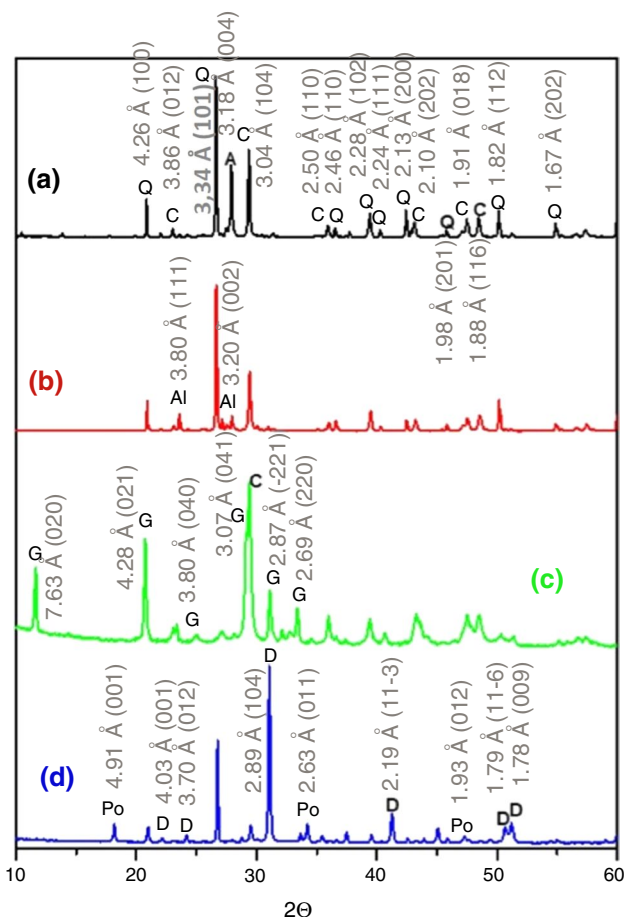 4.26 Å (100)
3.86 Å (012)
3,34 Å (101)
3.18 Å (004)
3.04 Å (104)
2.50 Å (110)
2.46 Å (110)
2.28 Å (102)
2.24 Å (111)
2.13 Å (200)
2.10 Å (202)
1.91 Å (018)
1.82 Å (112)
1.67 Å (202)
(a)
Q
C
Q
A
C
C
Q
Q
Q
Q
C
Q
C
C
Q
Q
1.98 Å (201)
1.88 Å (116)
3.80 Å (111)
3.20 Å (002)
(b)
Al
Al
7.63 Å (020)
4.28 Å (021)
3.80 Å (040)
3.07 Å (041)
2.87 Å (-221)
2.69 Å (220)
(c)
G
G
G
G
C
G
G
4.91 Å (001)
4.03 Å (001)
3.70 Å (012)
2.89 Å (104)
2.63 Å (011)
2.19 Å (11-3)
1.93 Å (012)
1.79 Å (11-6)
1.78 Å (009)
(d)
Po
D
D
D
Po
D
Po
D
D
10 20 30 40 50 60
2Θ